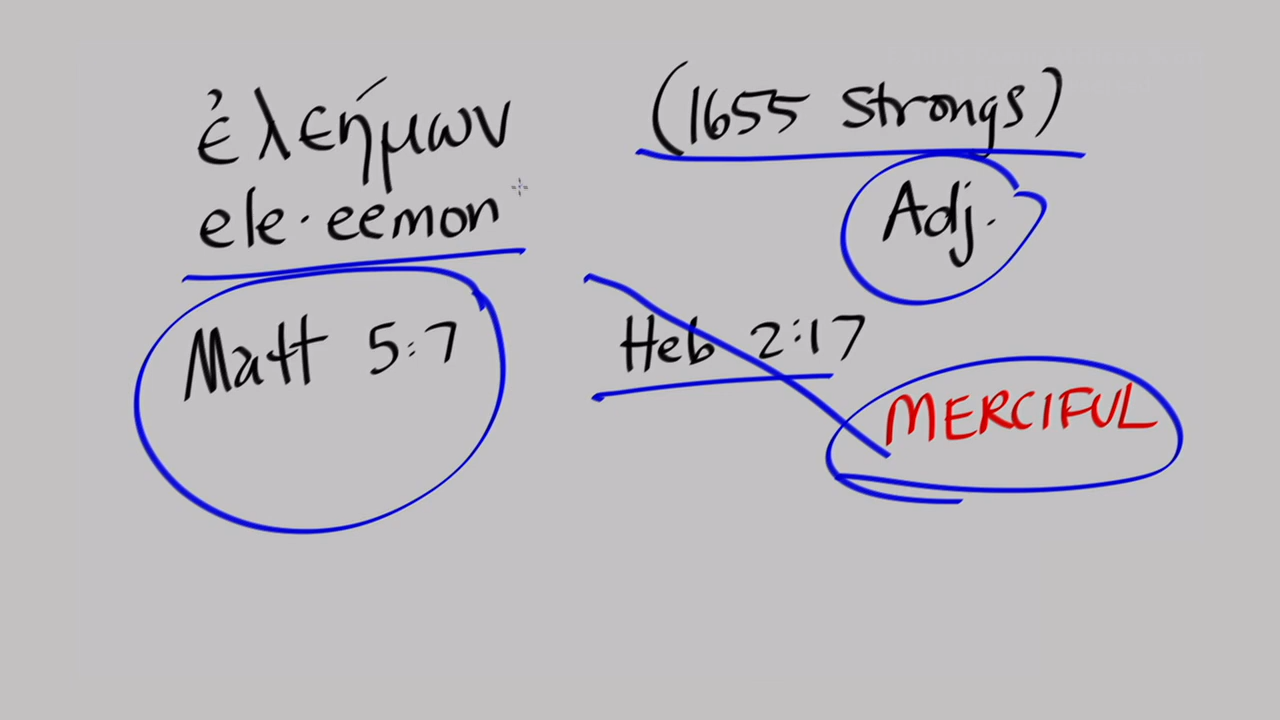 ἐλεήμων (1655 Strongs)
ele·eemon Adj.
Matt 5:7 Heb 2:17
MERCIFUL